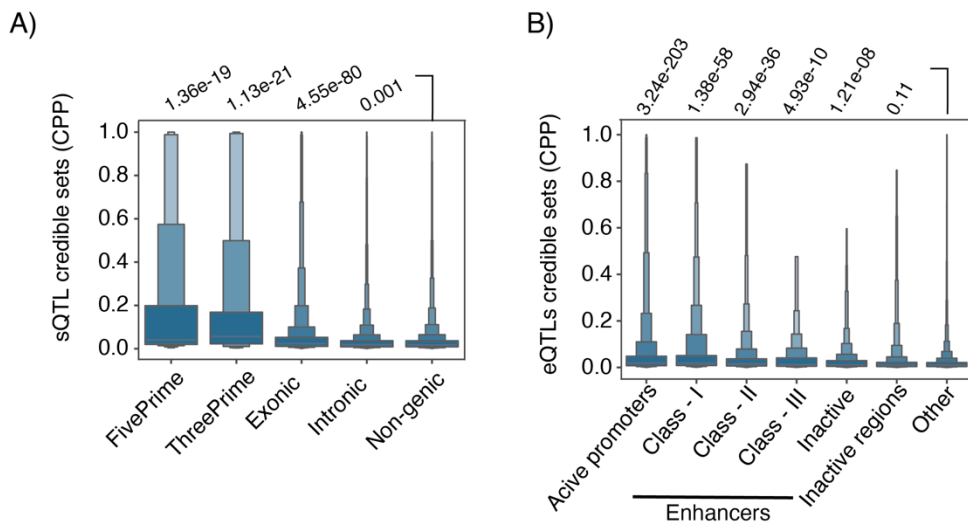 A)
1.36e-19
1.13e-21
4.55e-80
0.001
sQTL credible sets (CPP)
1.0
0.8
0.6
0.4
0.2
0.0
FivePrime
ThreePrime
Exonic
Intronic
Non-genic
B)
3.24e-203
1.38e-58
2.94e-36
4.93e-10
1.21e-08
0.11
eQTLs credible sets (CPP)
1.0
0.8
0.6
0.4
0.2
0.0
Acive promoters
Class - I
Class - II
Class - III
Inactive
Inactive regions
Other
Enhancers